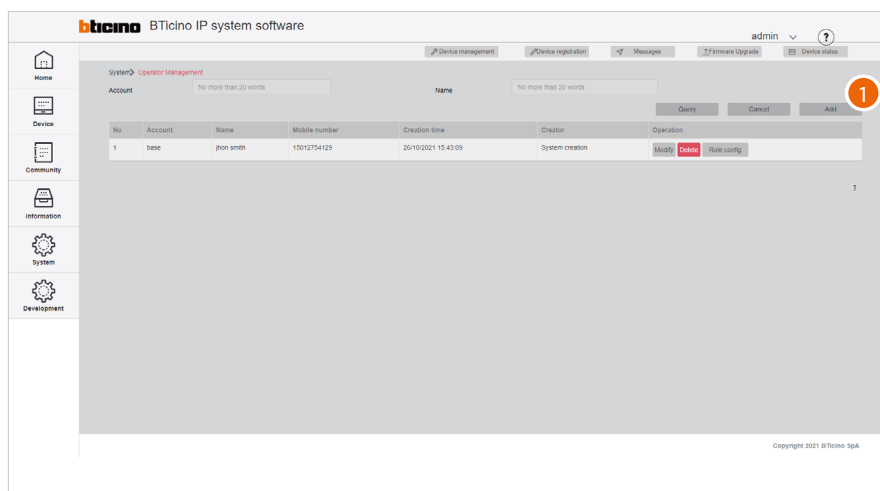 bticino BTicino IP system software
admin ?
Device management Device registration Messages Firmware Upgrade Device status
Home
System> Operator Management
Account No more than 20 words Name No more than 20 words
1
Query Cancel Add
Device
No Account Name Mobile number Creation time Creator Operation
1 base jhon smith 15012754129 26/10/2021 15:43:09 System creation Modify Delete Role config
Community
1
Information
System
Development
Copyright 2021 BTicino SpA